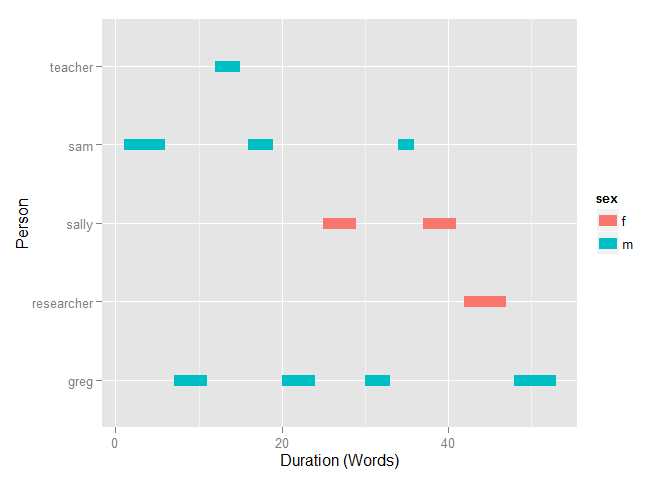 teacher
sam
sally
researcher
greg
Person
0
20
40
Duration (Words)
sex
f
m